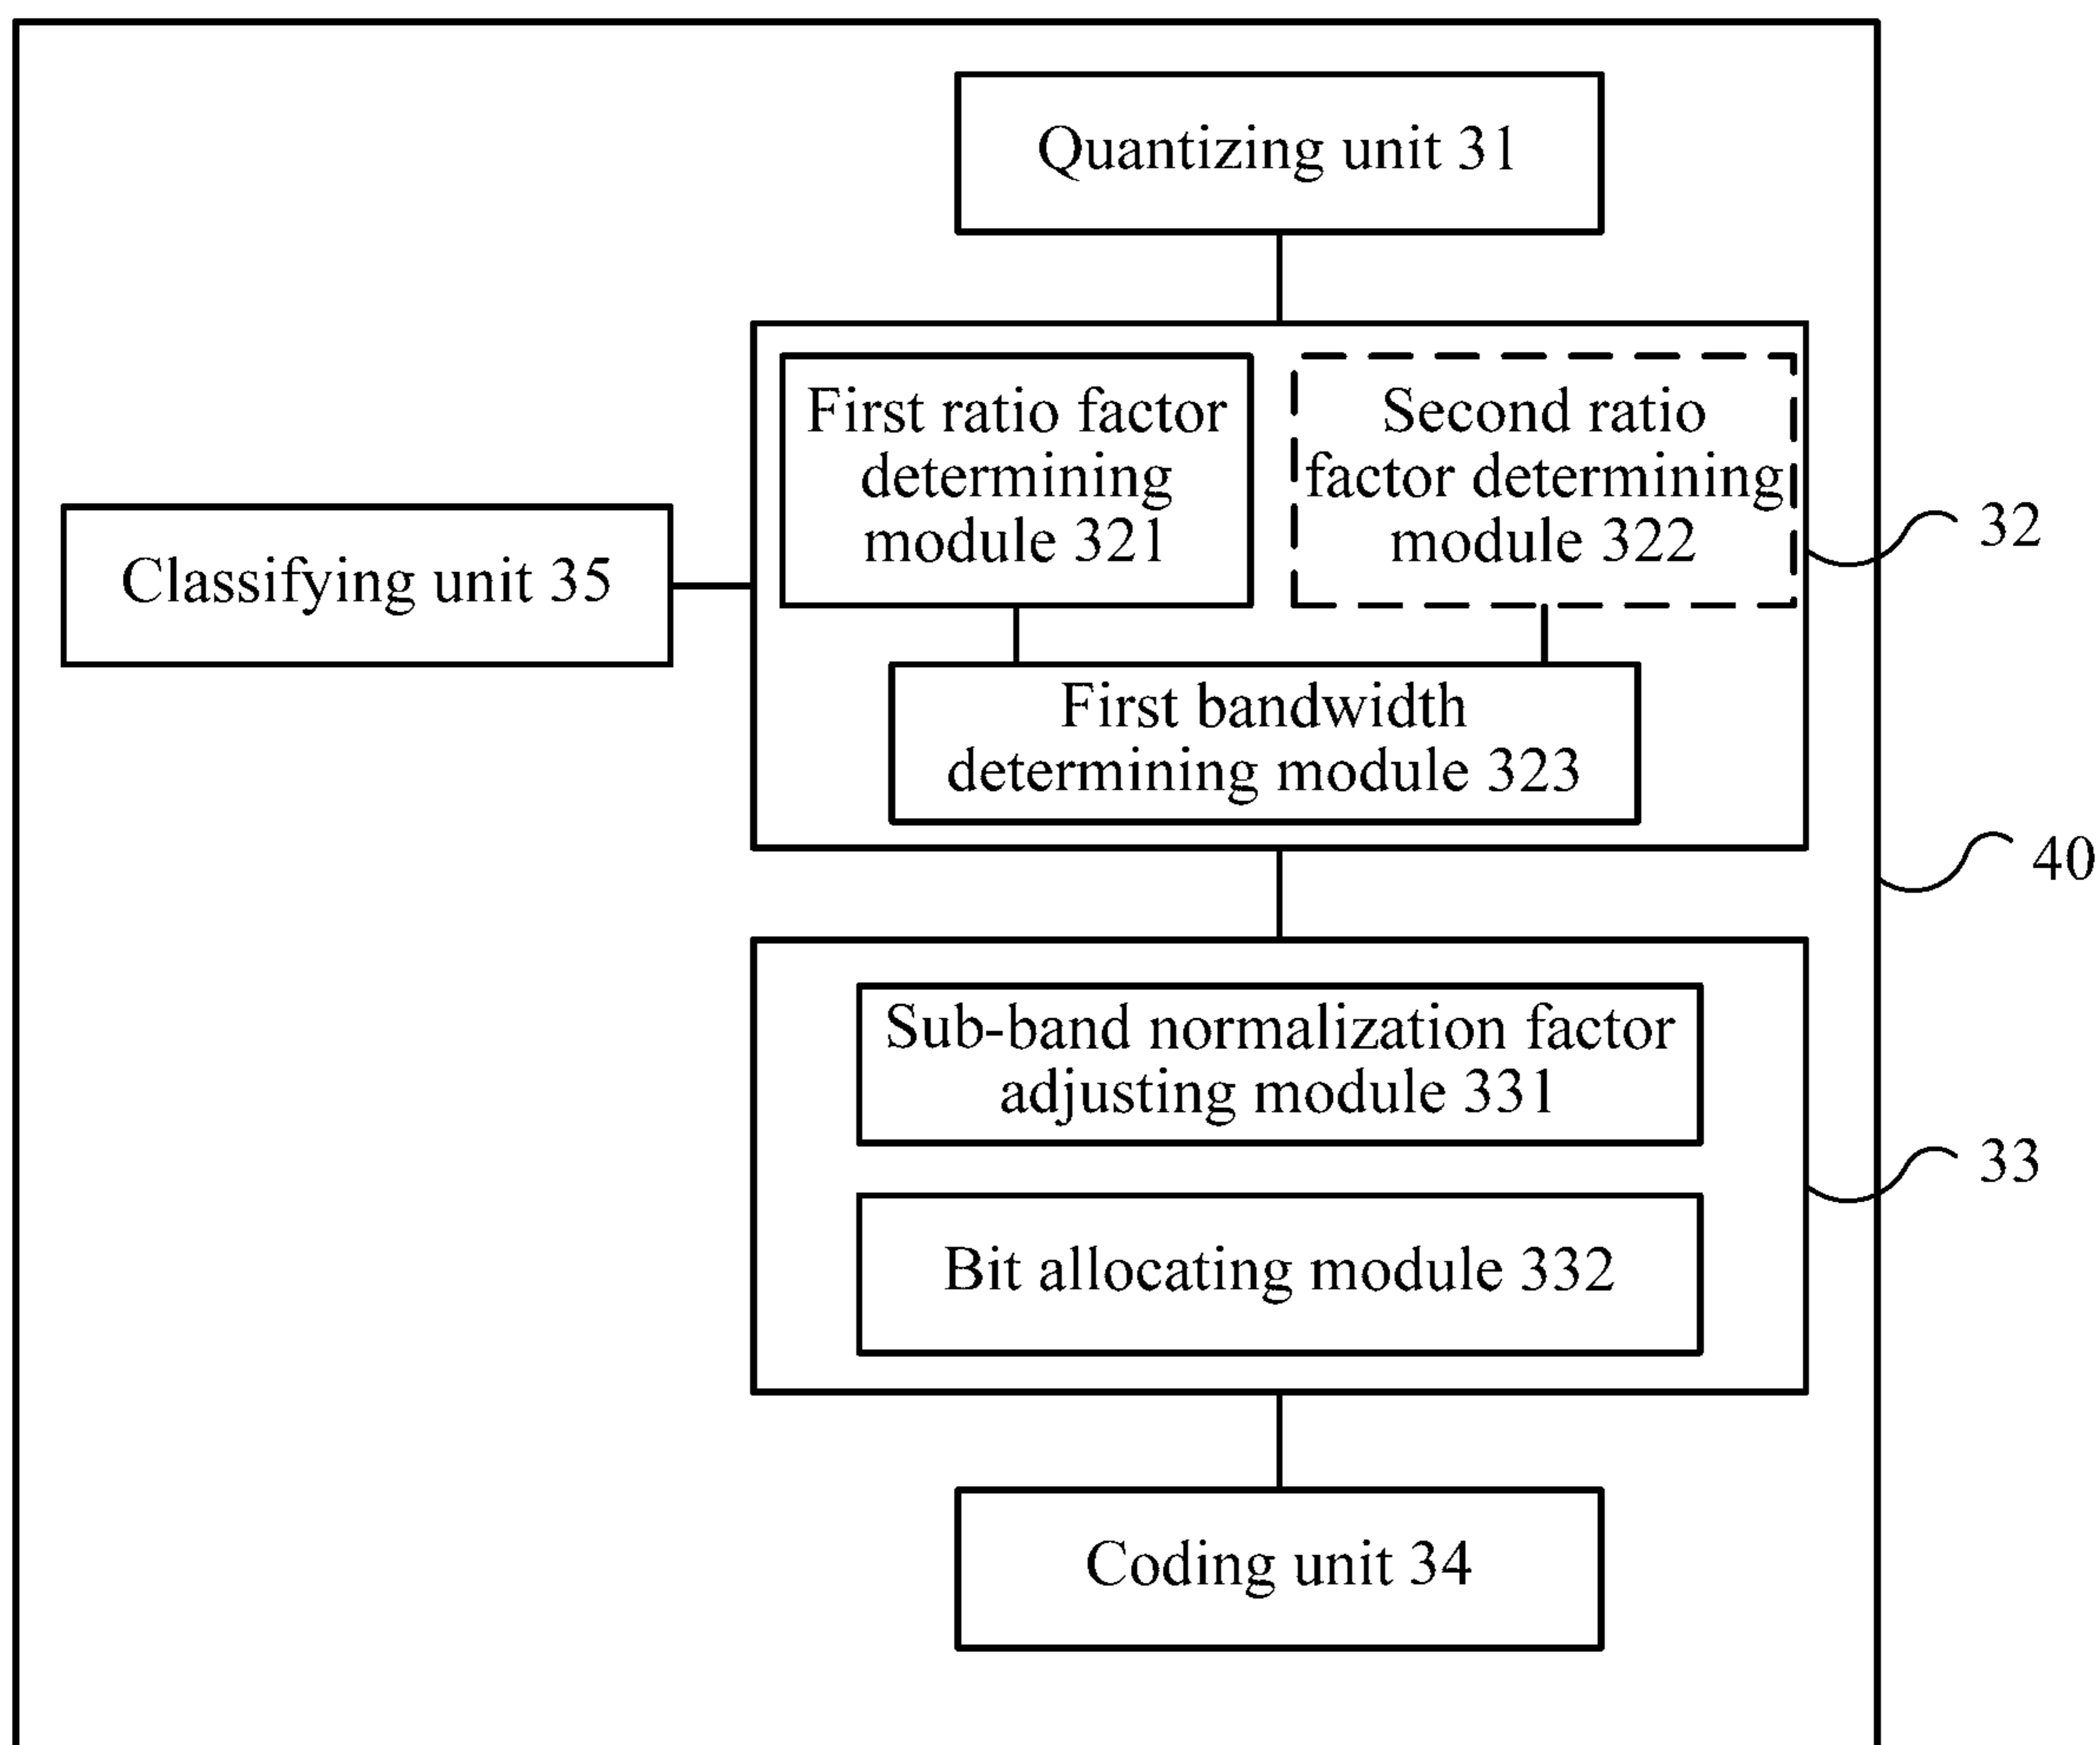 Quantizing unit 31
First ratio factor
determining
module 321
Second ratio
factor determining
module 322
32
Classifying unit 35
First bandwidth
determining module 323
40
Sub-band normalization factor
adjusting module 331
33
Bit allocating module 332
Coding unit 34